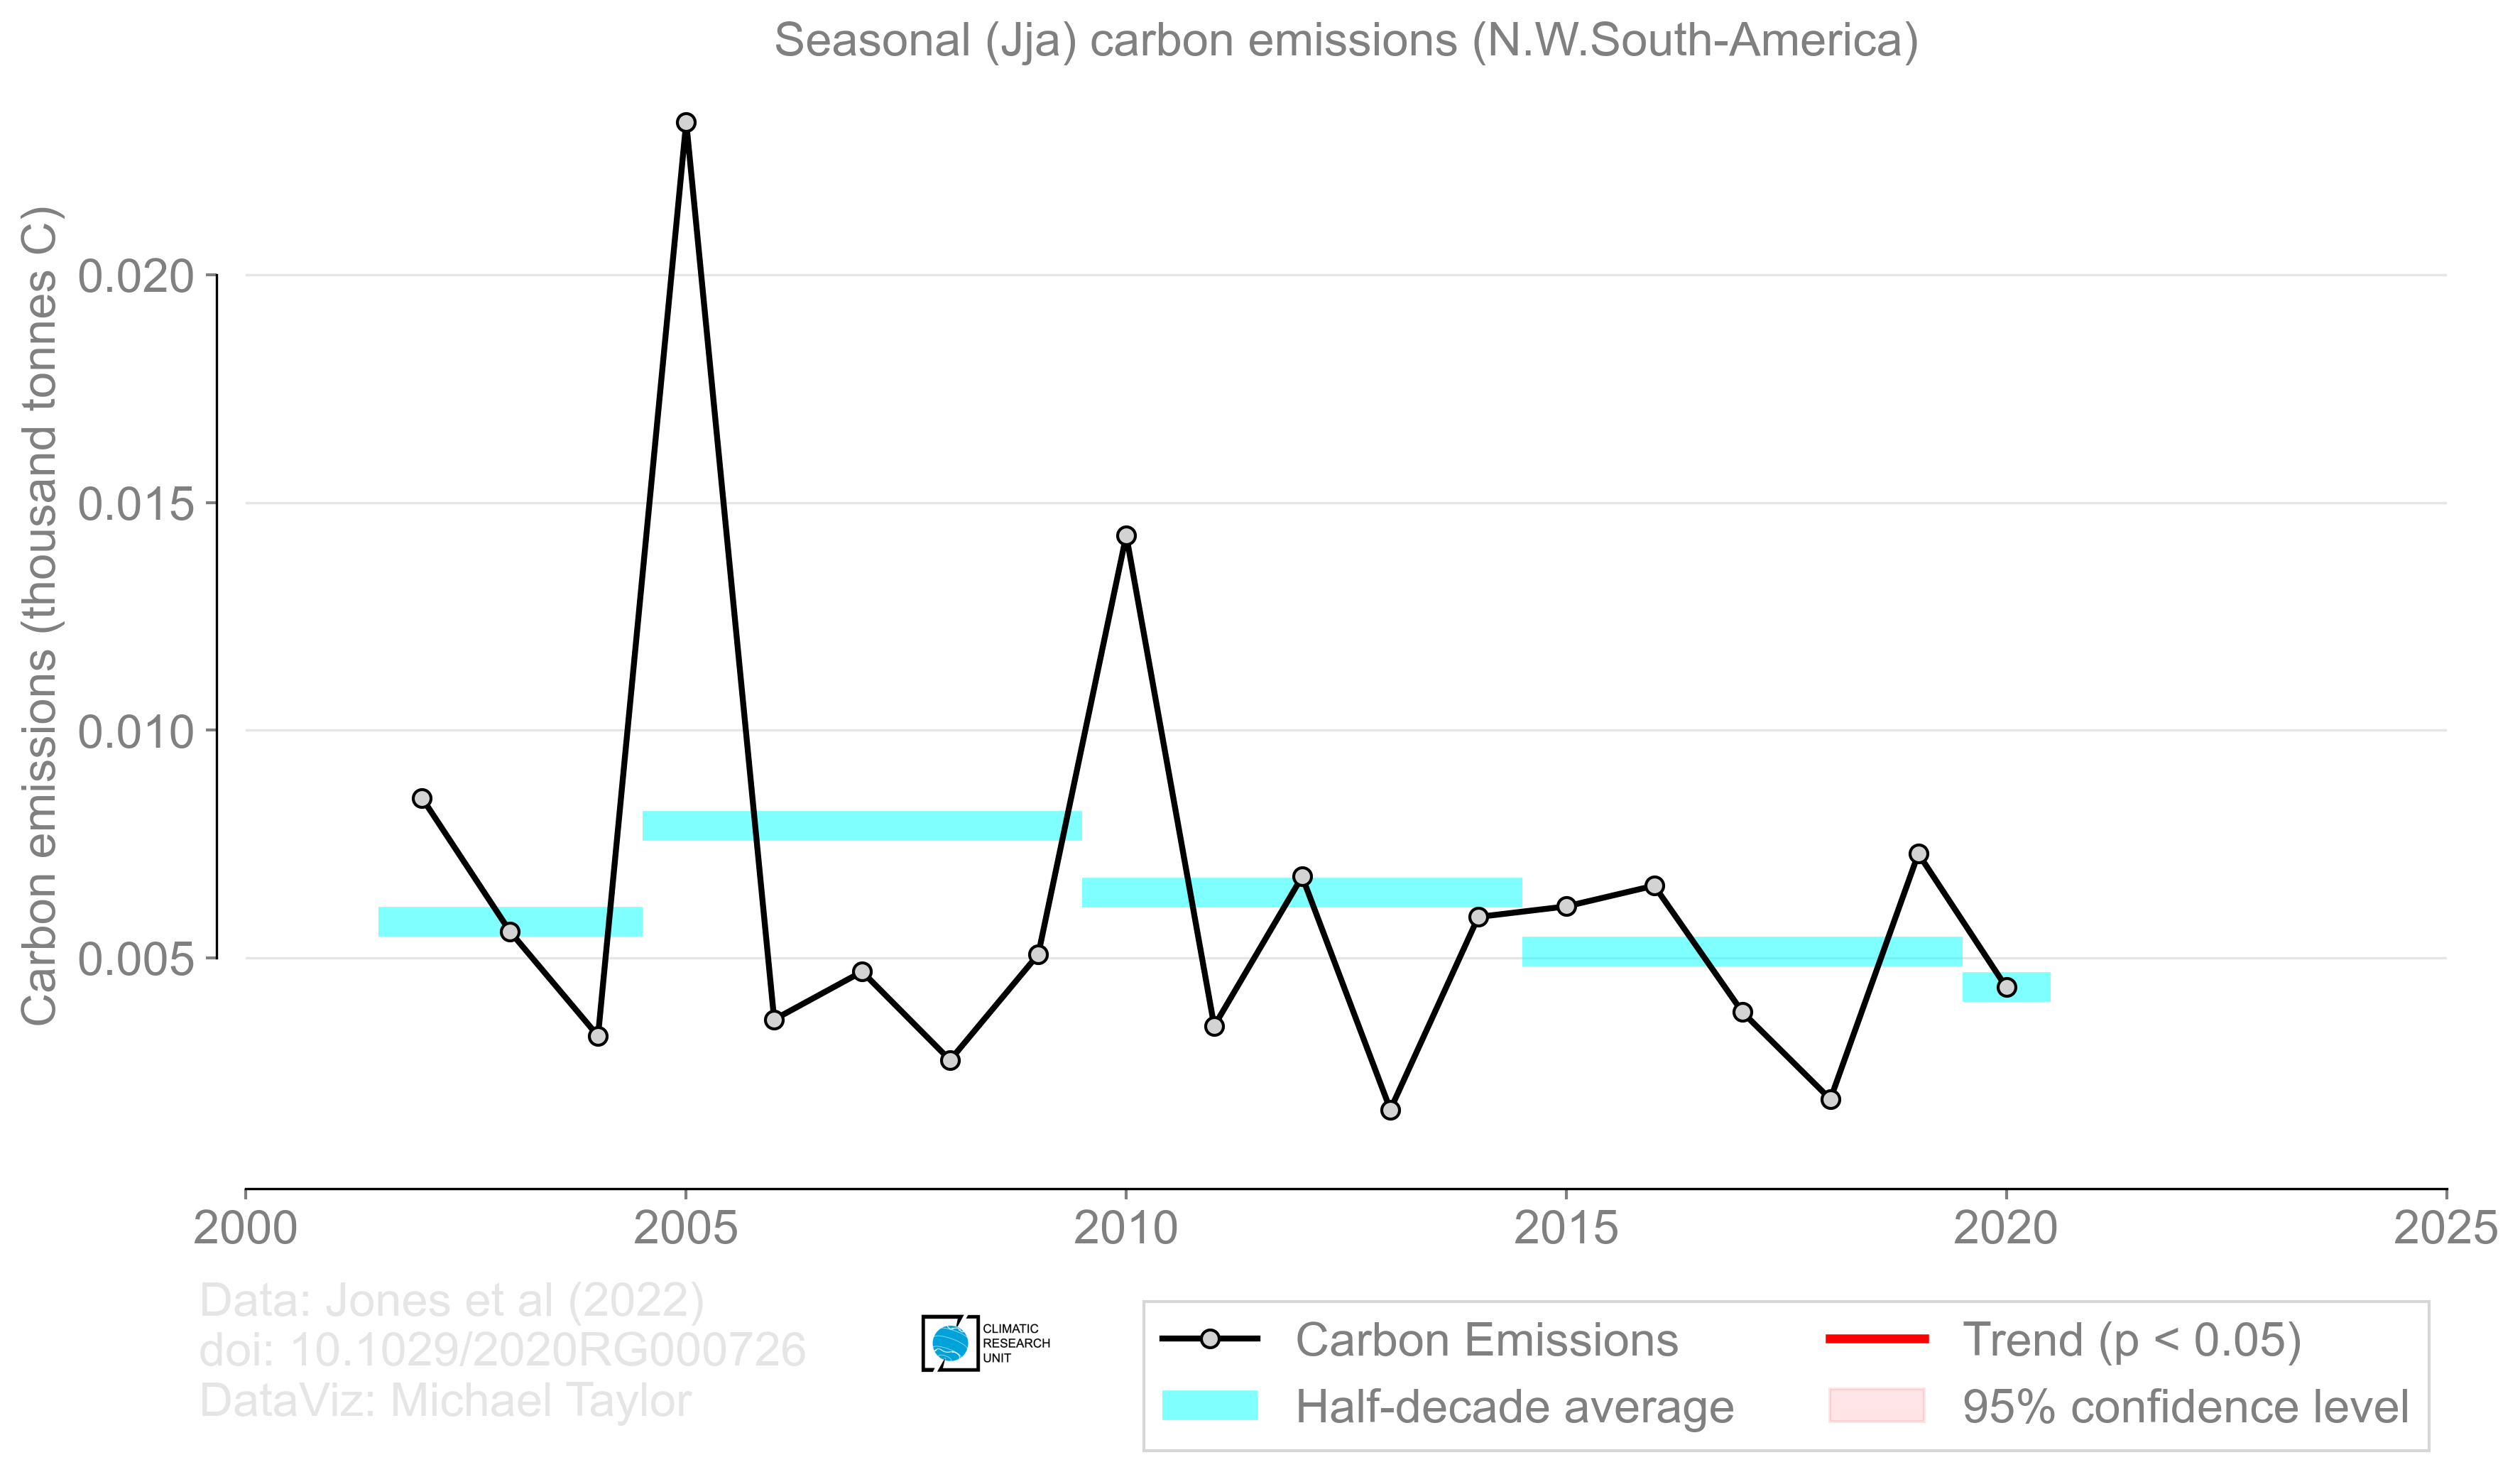 Seasonal (Jja) carbon emissions (N.W.South-America)
Carbon emissions (thousand tonnes C)
0.020
0.015
0.010
0.005
2000 2005 2010 2015 2020 2025
Data: Jones et al (2022)
doi: 10.1029/2020RG000726
DataViz: Michael Taylor
CLIMATIC
RESEARCH
UNIT
Carbon Emissions
Half-decade average
Trend (p < 0.05)
95% confidence level